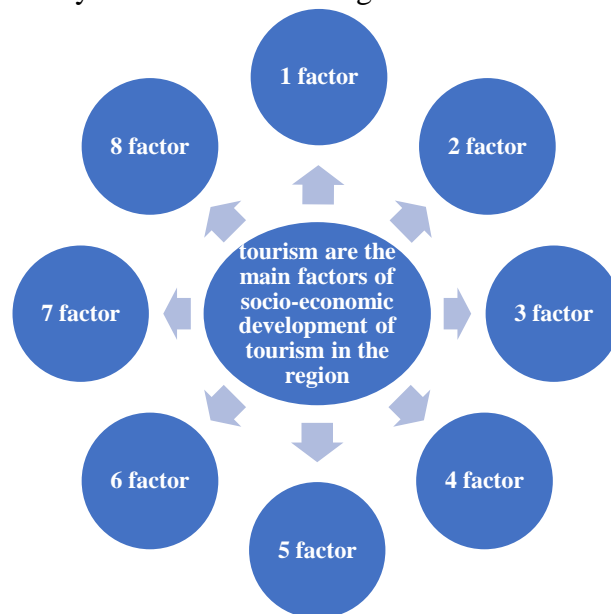 1 factor
8 factor
2 factor
tourism are the
main factors of
socio-economic
development of
tourism in the
region
7 factor
3 factor
6 factor
4 factor
5 factor